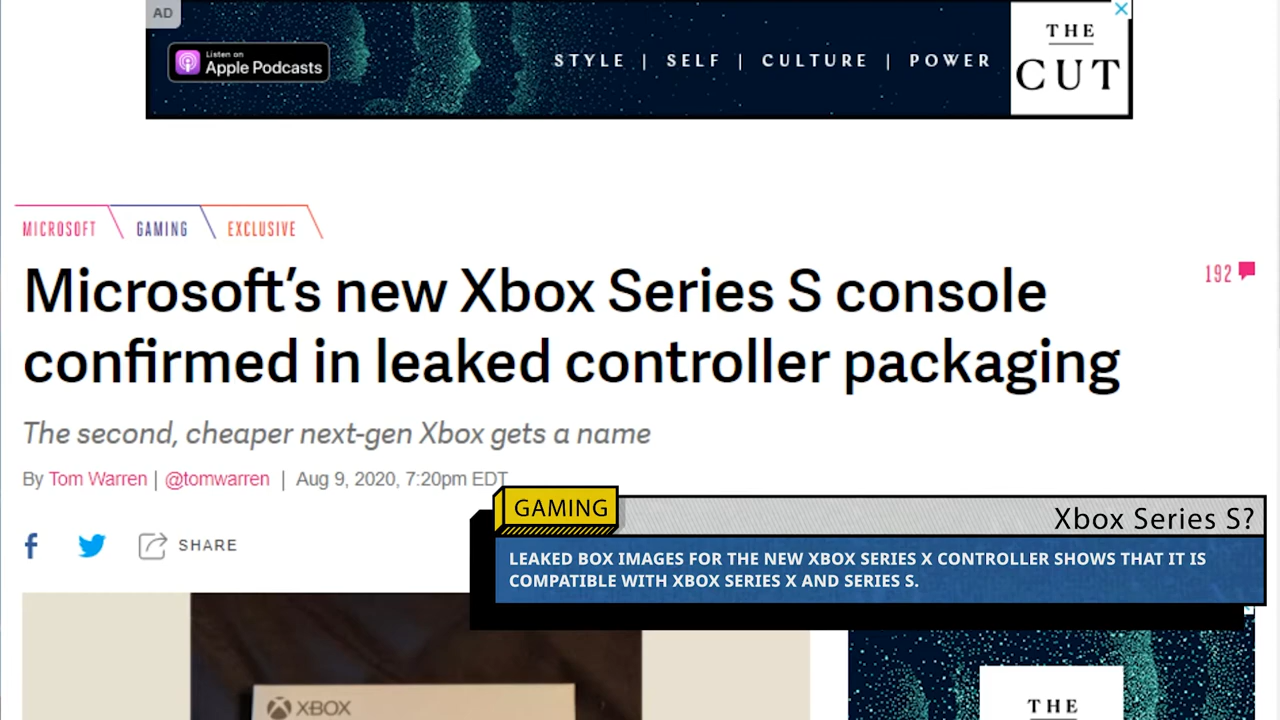 AD
Listen on
Apple Podcasts
STYLE | SELF | CULTURE | POWER
THE
CUT
MICROSOFT
GAMING
EXCLUSIVE
Microsoft's new Xbox Series S console
confirmed in leaked controller packaging
192
The second, cheaper next-gen Xbox gets a name
By Tom Warren | @tomwarren | Aug 9, 2020, 7:20pm EDT
SHARE
GAMING
Xbox Series S?
LEAKED BOX IMAGES FOR THE NEW XBOX SERIES X CONTROLLER SHOWS THAT IT IS
COMPATIBLE WITH XBOX SERIES X AND SERIES S.
XBOX
THE